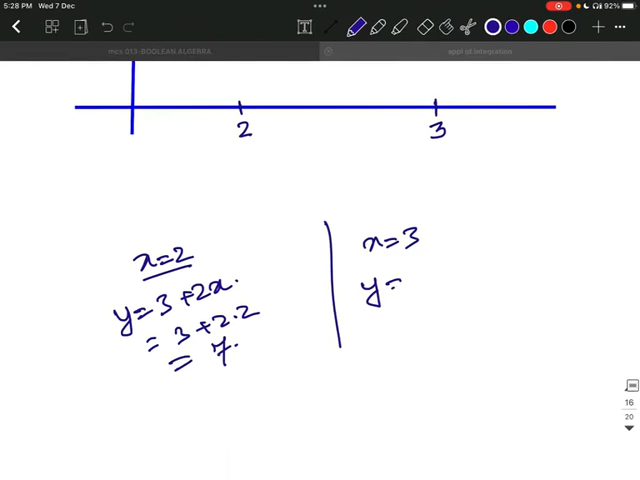 5:28 PM Wed 7 Dec
92%
mcs 013-BOOLEAN ALGEBRA
appl of integration
2
3
x=2
y=3+2x.
= 3+2.2
= 7.
x=3
y=
16
20